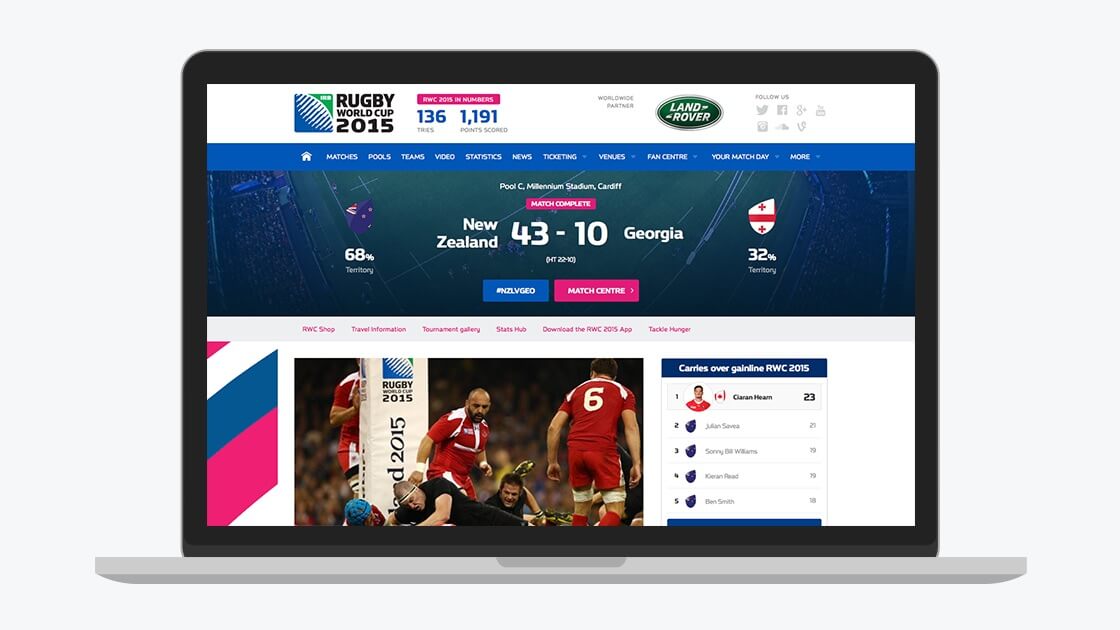 IRB
RUGBY
WORLD CUP
2015
RWC 2015 IN NUMBERS
136
TRIES
1,191
POINTS SCORED
WORLDWIDE
PARTNER
LAND
ROVER
FOLLOW US
MATCHES POOLS TEAMS VIDEO STATISTICS NEWS TICKETING VENUES FAN CENTRE YOUR MATCH DAY MORE
Pool C, Millennium Stadium, Cardiff
MATCH COMPLETE
New
Zealand
43 - 10
Georgia
(HT 22-10)
68%
Territory
32%
Territory
#NZLVGEO
MATCH CENTRE
RWC Shop Travel Information Tournament gallery Stats Hub Download the RWC 2015 App Tackle Hunger
RUGBY
WORLD CUP
2015
d 2015
6
Carries over gainline RWC 2015
1 Ciaran Hearn 23
2 Julian Savea 21
3 Sonny Bill Williams 19
4 Kieran Read 19
5 Ben Smith 18